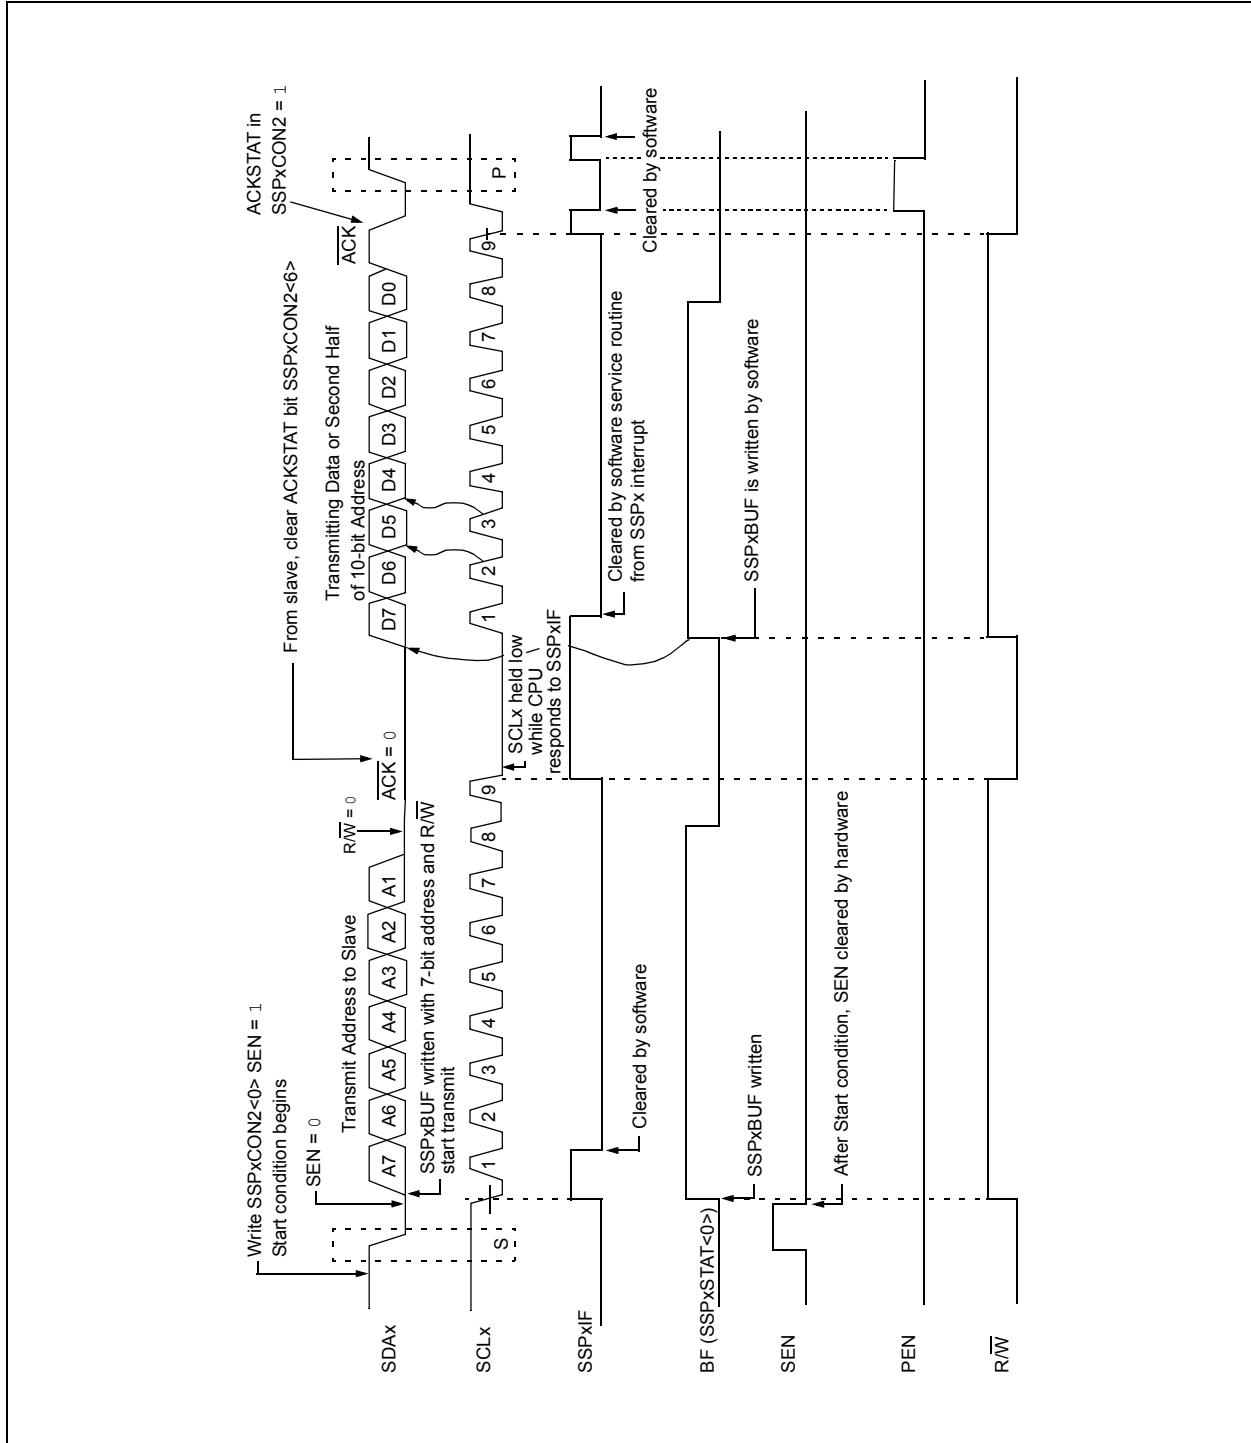 Write SSPxCON2<0> SEN = 1
Start condition begins
SEN = 0
Transmit Address to Slave
R/W = 0
ACK = 0
From slave, clear ACKSTAT bit SSPxCON2<6>
Transmitting Data or Second Half
of 10-bit Address
ACK
ACKSTAT in
SSPxCON2 = 1
SDAx
A7 A6 A5 A4 A3 A2 A1
D7 D6 D5 D4 D3 D2 D1 D0
SSPxBUF written with 7-bit address and R/W
start transmit
SCLx
S
1 2 3 4 5 6 7 8 9
1 2 3 4 5 6 7 8 9
P
SCLx held low
while CPU
responds to SSPxIF
SSPxIF
Cleared by software
Cleared by software service routine
from SSPx interrupt
Cleared by software
Cleared by software
BF (SSPxSTAT<0>)
SSPxBUF written
SSPxBUF is written by software
SEN
After Start condition, SEN cleared by hardware
PEN
R/W